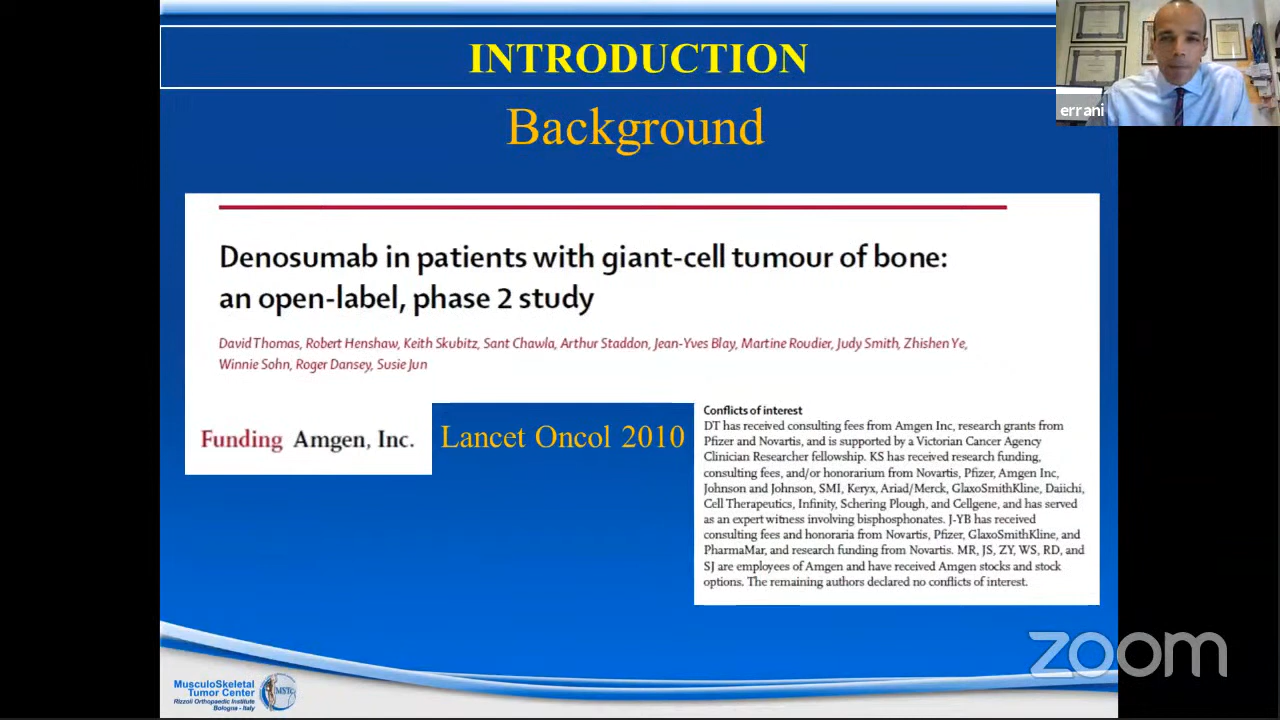 INTRODUCTION
errani
Background
Denosumab in patients with giant-cell tumour of bone:
an open-label, phase 2 study
David Thomas, Robert Henshaw, Keith Skubitz, Sant Chawla, Arthur Staddon, Jean-Yves Blay, Martine Roudier, Judy Smith, Zhishen Ye,
Winnie Sohn, Roger Dansey, Susie Jun
Funding Amgen, Inc.
Lancet Oncol 2010
Conflicts of interest
DT has received consulting fees from Amgen Inc, research grants from
Pfizer and Novartis, and is supported by a Victorian Cancer Agency
Clinician Researcher fellowship. KS has received research funding,
consulting fees, and/or honorarium from Novartis, Pfizer, Amgen Inc,
Johnson and Johnson, SMI, Keryx, Ariad/Merck, GlaxoSmithKline, Daiichi,
Cell Therapeutics, Infinity, Schering Plough, and Cellgene, and has served
as an expert witness involving bisphosphonates. J-YB has received
consulting fees and honoraria from Novartis, Pfizer, GlaxoSmithKline, and
PharmaMar, and research funding from Novartis. MR, JS, ZY, WS, RD, and
SJ are employees of Amgen and have received Amgen stocks and stock
options. The remaining authors declared no conflicts of interest.
zoom
MusculoSkeletal
Tumor Center
Rizzoli Orthopaedic Institute
Bologna - Italy
MSTC